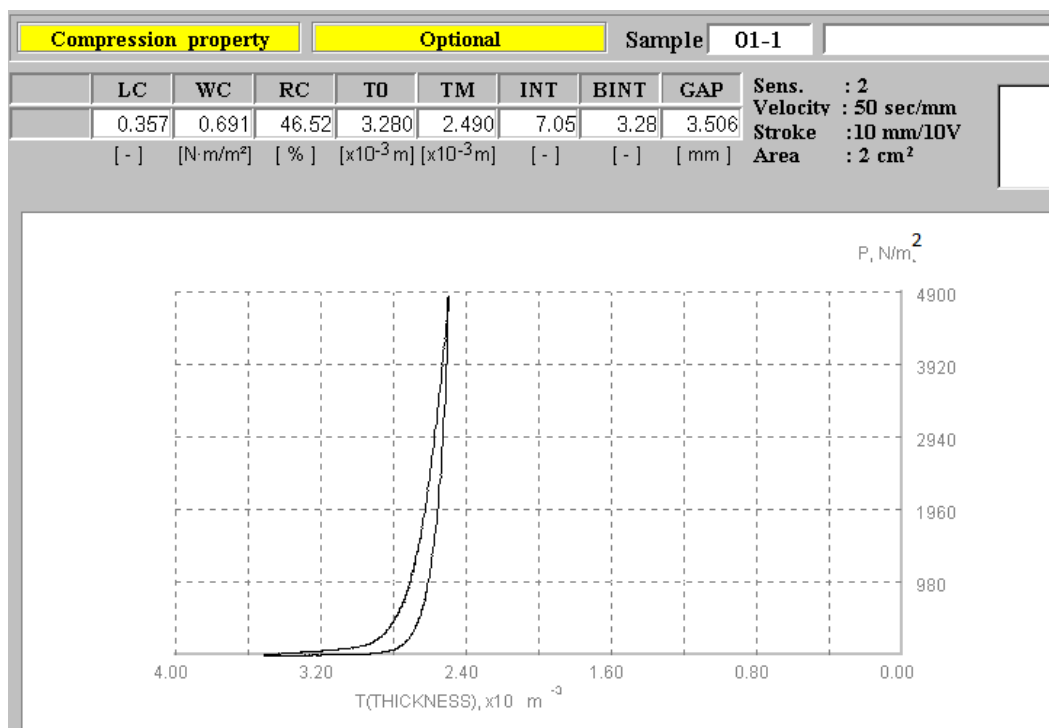 Compression property Optional Sample 01-1
LC WC RC T0 TM INT BINT GAP
0.357 0.691 46.52 3.280 2.490 7.05 3.28 3.506
[ - ] [N·m/m²] [ % ] [x10⁻³ m] [x10⁻³ m] [ - ] [ - ] [ mm ]
Sens. : 2
Velocity : 50 sec/mm
Stroke :10 mm/10V
Area : 2 cm²
P, N/m²
4900
3920
2940
1960
980
4.00 3.20 2.40 1.60 0.80 0.00
T(THICKNESS), x10 m ⁻³